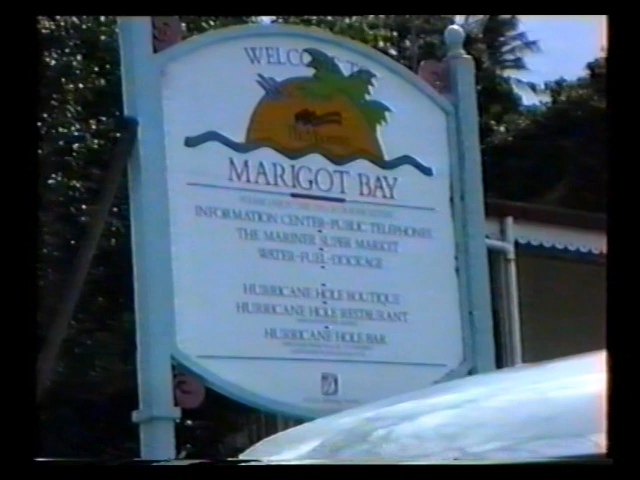 WELCOME TO
MARIGOT BAY
INFORMATION CENTER-PUBLIC TELEPHONES
THE MARINER SUPER MARKET
WATER-FUEL-DOCKAGE
HURRICANE HOLE BOUTIQUE
HURRICANE HOLE RESTAURANT
HURRICANE HOLE BAR